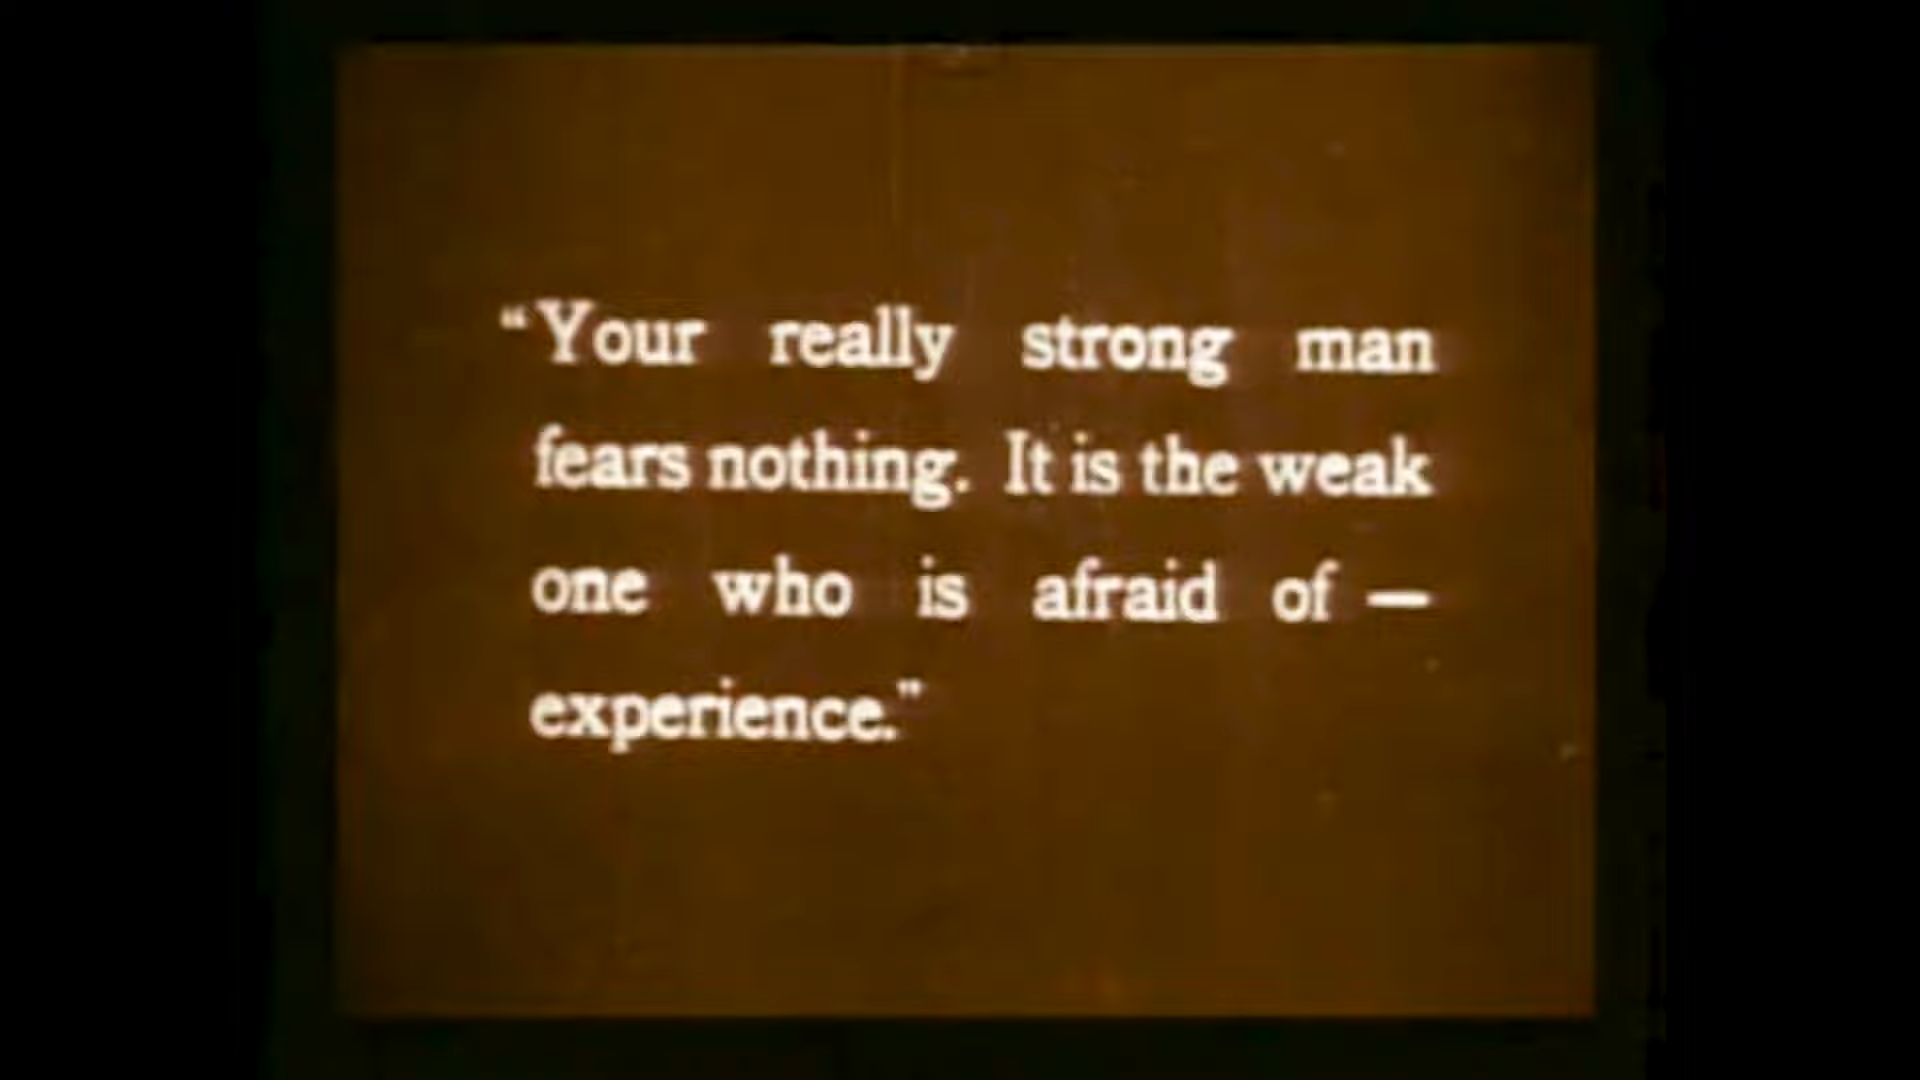 “Your really strong man
fears nothing. It is the weak
one who is afraid of —
experience.”